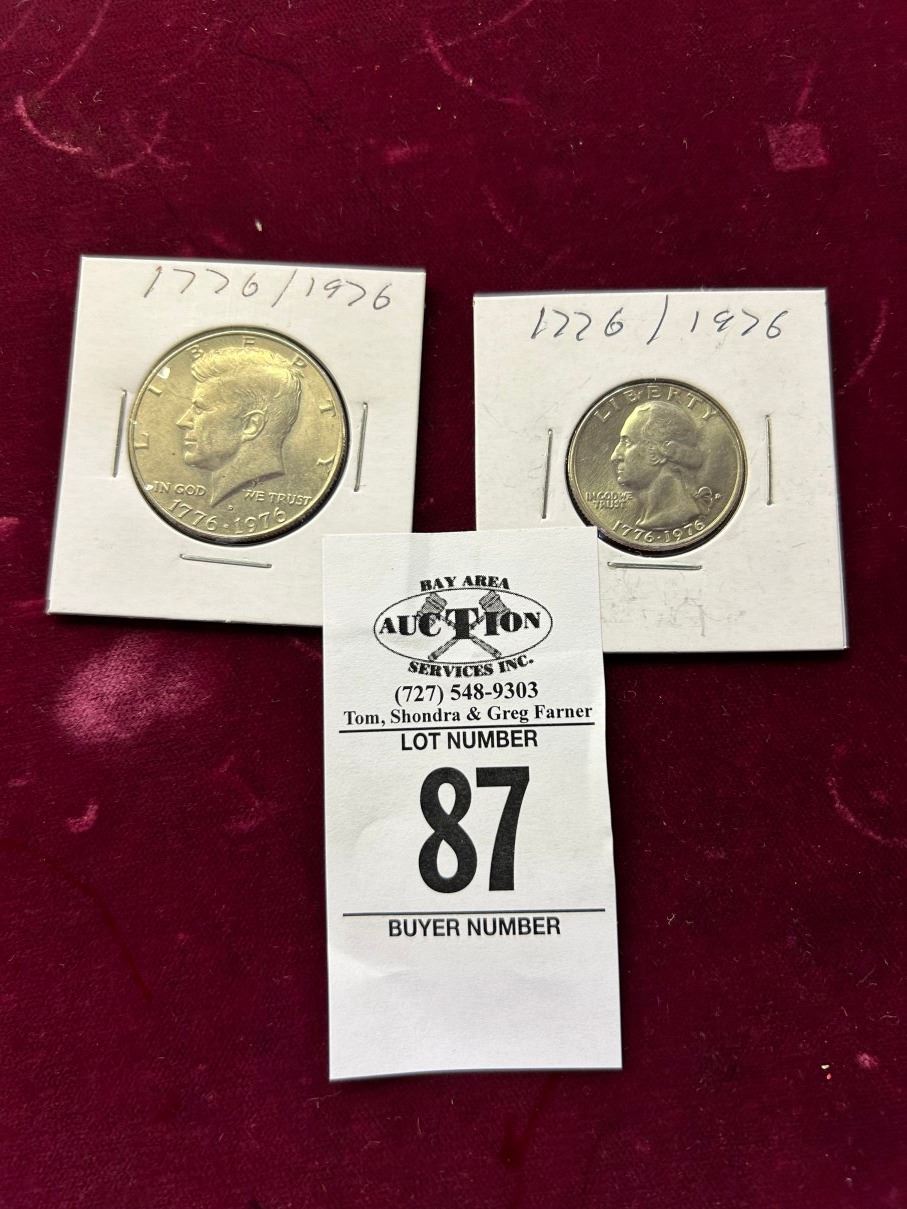 1776/1976
LIBERTY
IN GOD WE TRUST
D
1776·1976
1776/1976
LIBERTY
IN GOD WE
TRUST
1776·1976
BAY AREA
AUCTION
SERVICES INC.
(727) 548-9303
Tom, Shondra & Greg Farner
LOT NUMBER
87
BUYER NUMBER